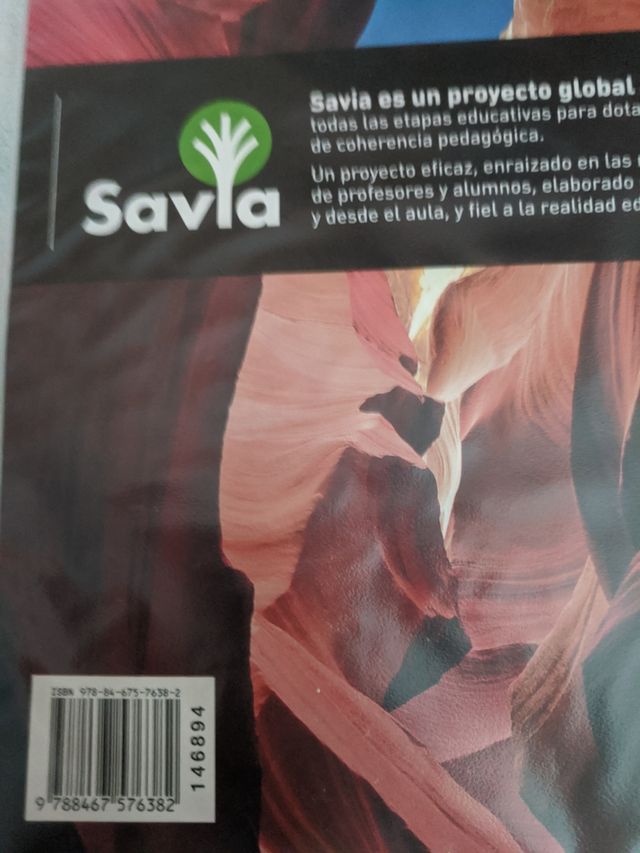 Savia
Savia es un proyecto global
todas las etapas educativas para dota
de coherencia pedagógica.
Un proyecto eficaz, enraizado en las
de profesores y alumnos, elaborado
y desde el aula, y fiel a la realidad ed
ISBN 978-84-675-7638-2
9 788467 576382
146894